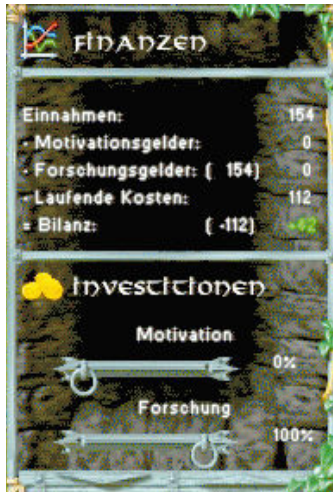 FINANZEN
Einnahmen: 154
- Motivationsgelder: 0
- Forschungsgelder: ( 154) 0
- Laufende Kosten: 112
= Bilanz: ( -112) +42
INVESTITIONEN
Motivation
0%
Forschung
100%